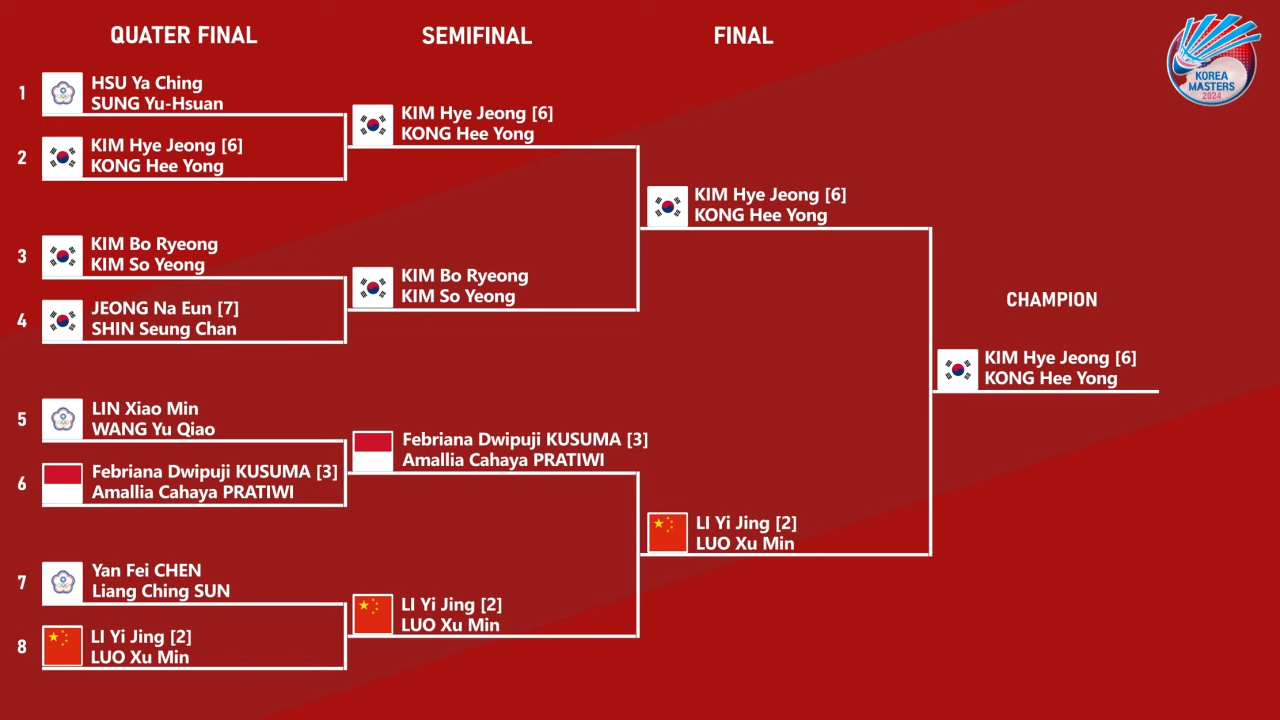 QUATER FINAL
SEMIFINAL
FINAL
KOREA
MASTERS
2024
1
HSU Ya Ching
SUNG Yu-Hsuan
2
KIM Hye Jeong [6]
KONG Hee Yong
3
KIM Bo Ryeong
KIM So Yeong
4
JEONG Na Eun [7]
SHIN Seung Chan
5
LIN Xiao Min
WANG Yu Qiao
6
Febriana Dwipuji KUSUMA [3]
Amallia Cahaya PRATIWI
7
Yan Fei CHEN
Liang Ching SUN
8
LI Yi Jing [2]
LUO Xu Min
KIM Hye Jeong [6]
KONG Hee Yong
KIM Bo Ryeong
KIM So Yeong
Febriana Dwipuji KUSUMA [3]
Amallia Cahaya PRATIWI
LI Yi Jing [2]
LUO Xu Min
KIM Hye Jeong [6]
KONG Hee Yong
LI Yi Jing [2]
LUO Xu Min
CHAMPION
KIM Hye Jeong [6]
KONG Hee Yong